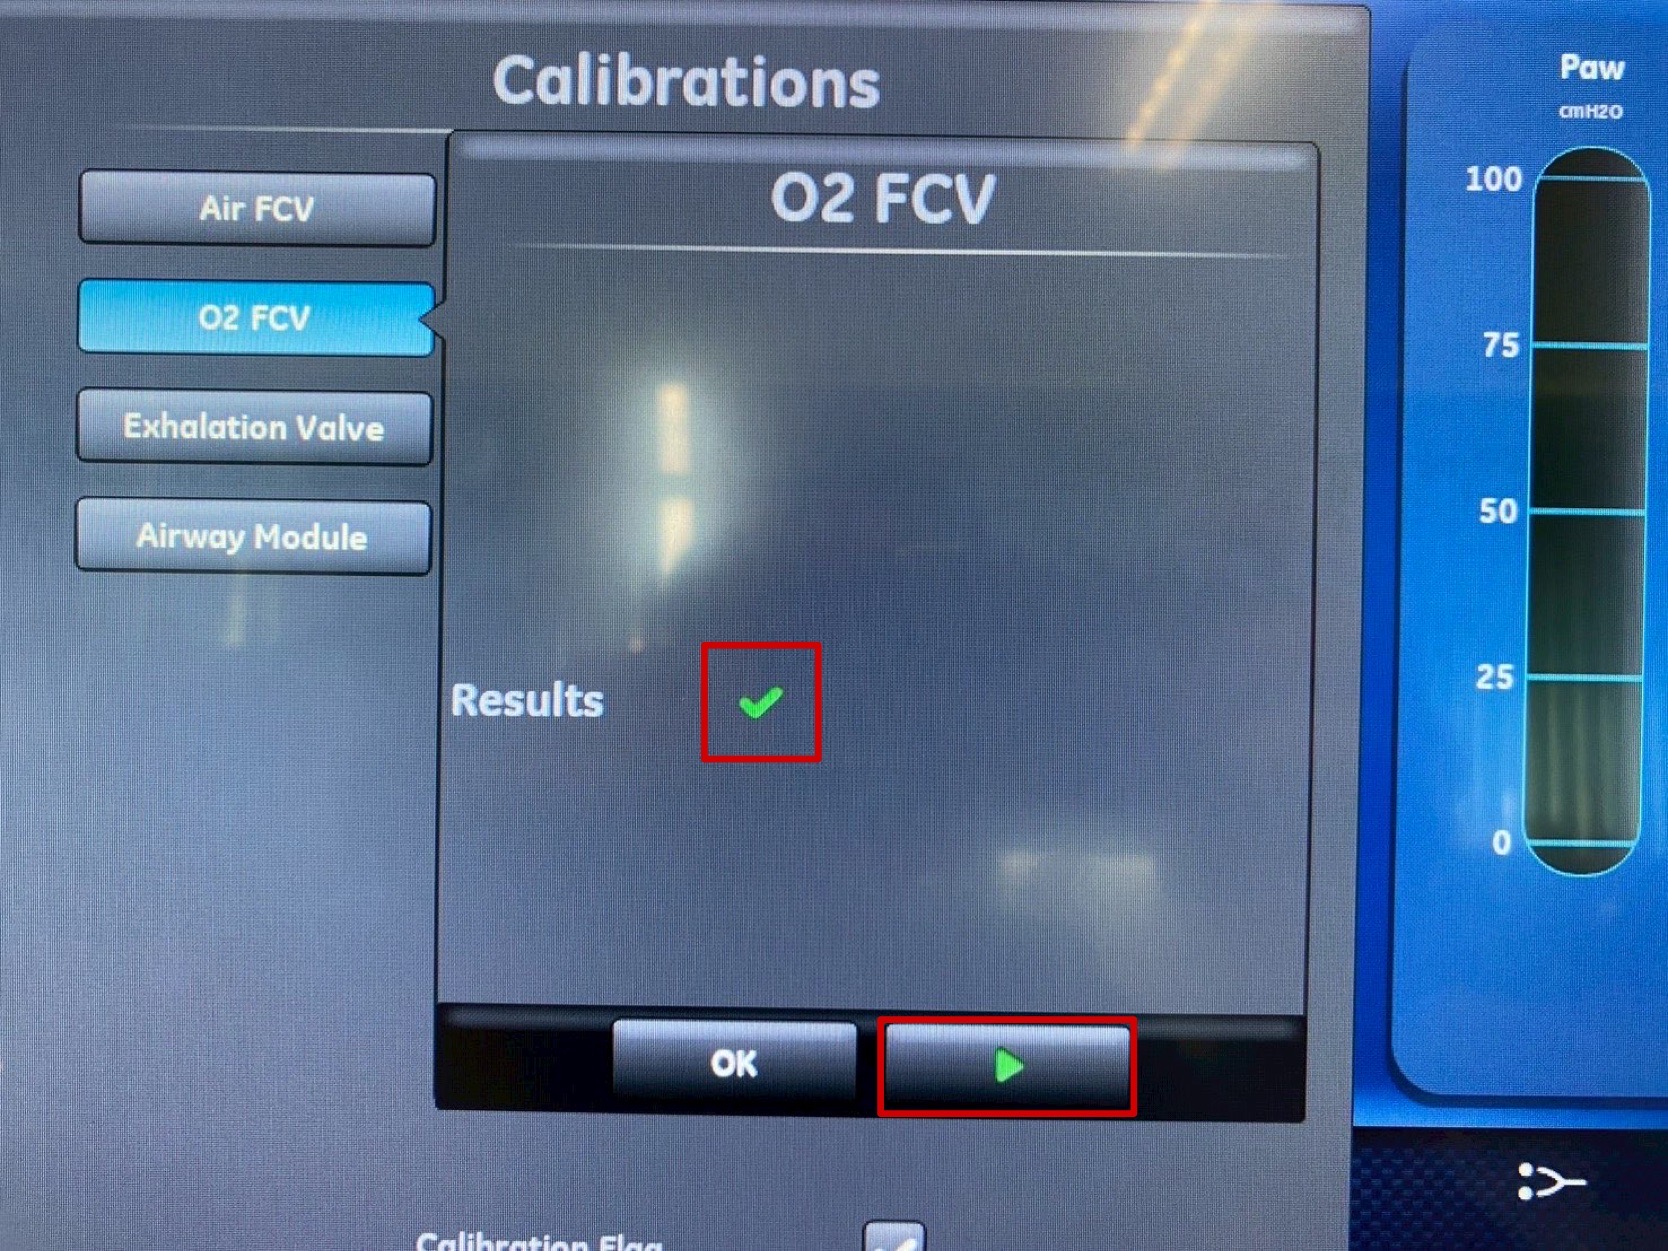 Calibrations
Air FCV
O2 FCV
Exhalation Valve
Airway Module
O2 FCV
Results
OK
Calibration Flag
Paw
cmH2O
100
75
50
25
0